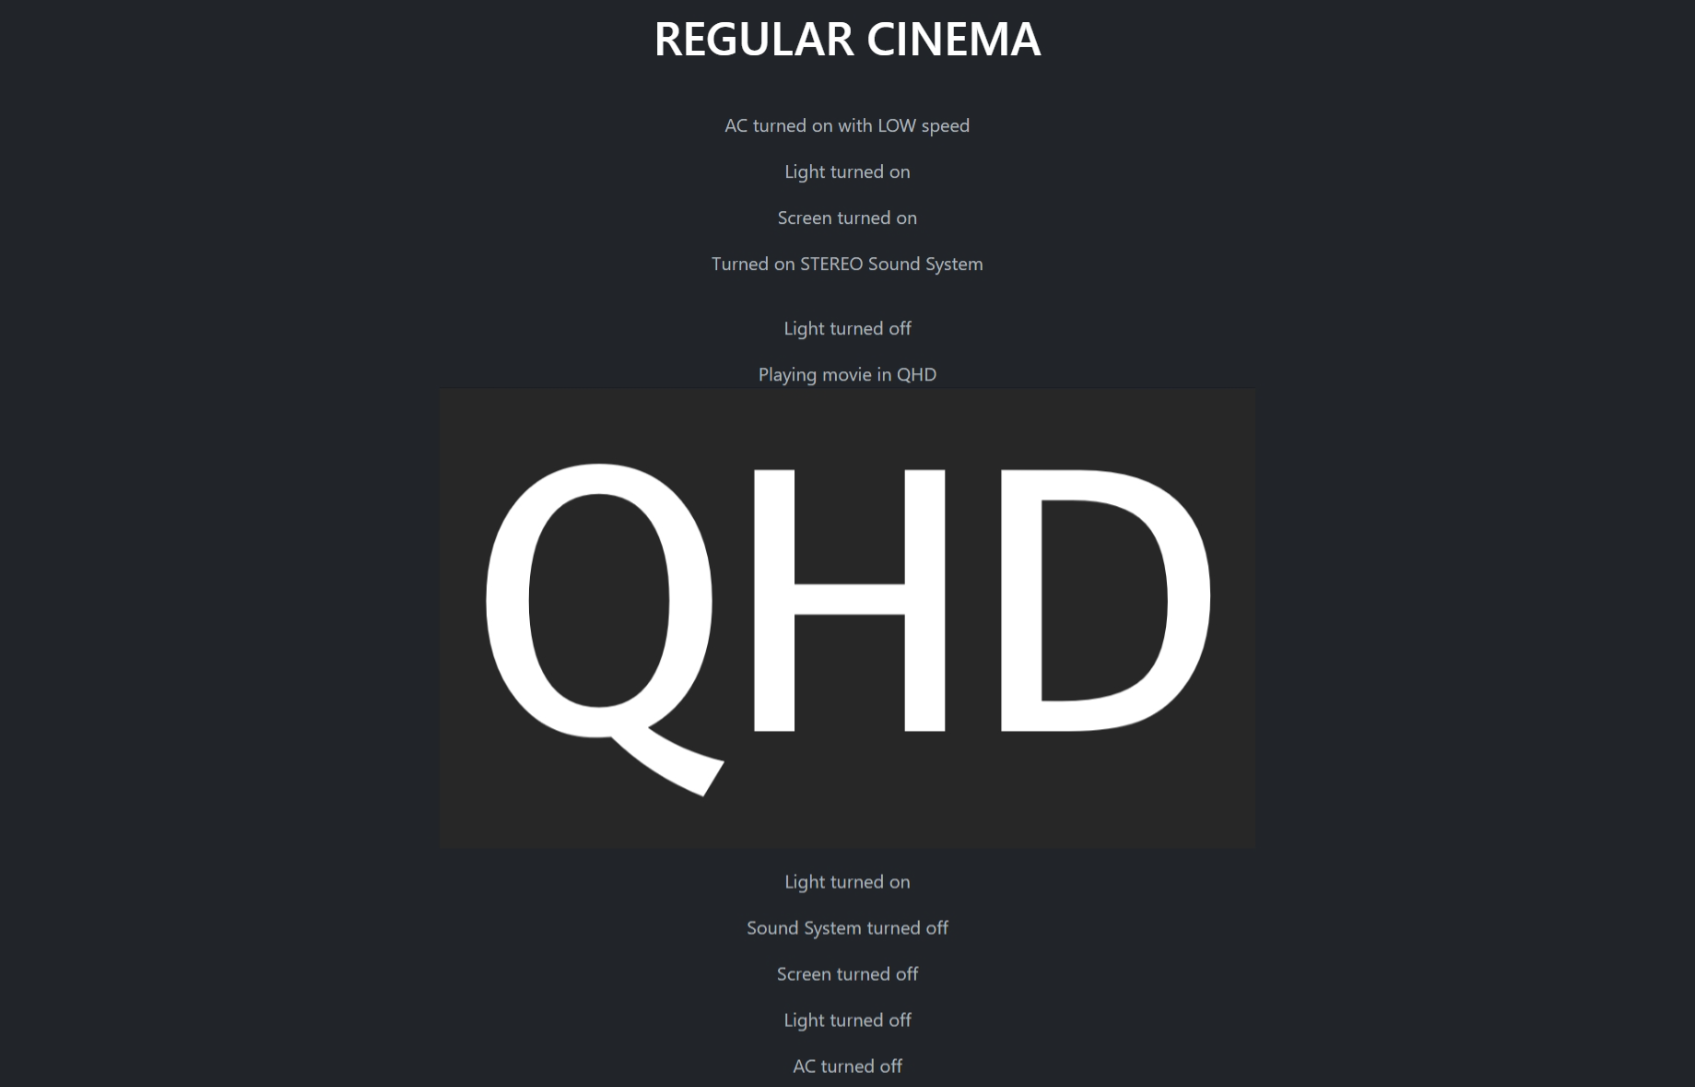 REGULAR CINEMA
AC turned on with LOW speed
Light turned on
Screen turned on
Turned on STEREO Sound System
Light turned off
Playing movie in QHD
QHD
Light turned on
Sound System turned off
Screen turned off
Light turned off
AC turned off